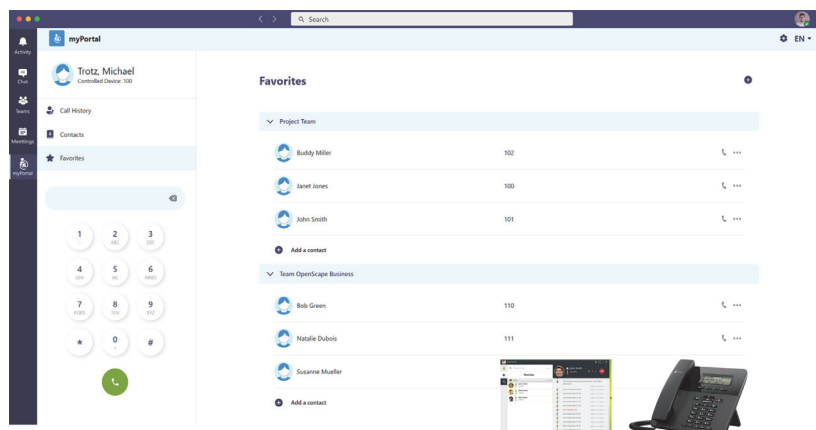 Search
myPortal
EN
Activity
Chat
Teams
Meetings
myPortal
Trotz, Michael
Controlled Device: 100
Call History
Contacts
Favorites
1
2
ABC
3
DEF
4
GHI
5
JKL
6
MNO
7
PQRS
8
TUV
9
XYZ
*
0
+
#
Favorites
Project Team
Buddy Miller 102
Janet Jones 100
John Smith 101
Add a contact
Team OpenScape Business
Bob Green 110
Natalie Dubois 111
Susanne Mueller
Add a contact